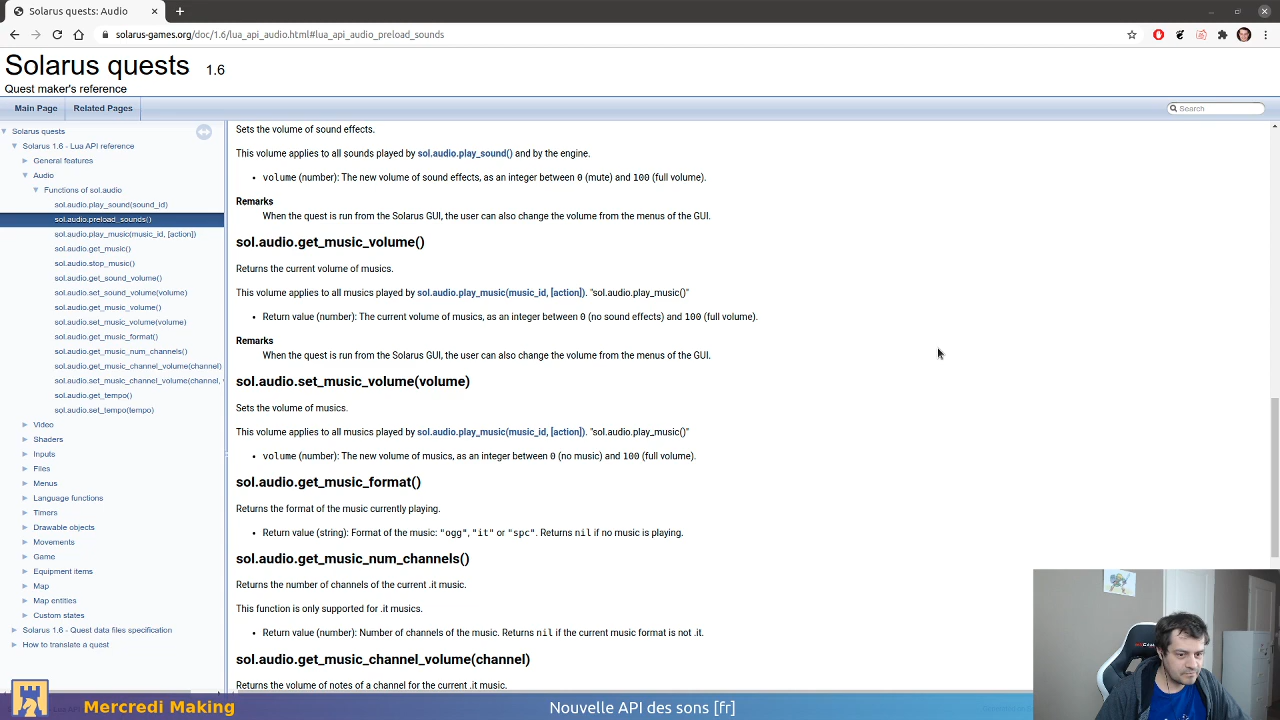 Solarus quests: Audio
solarus-games.org/doc/1.6/lua_api_audio.html#lua_api_audio_preload_sounds
Solarus quests 1.6
Quest maker's reference
Main Page Related Pages Search
Solarus quests
Solarus 1.6 - Lua API reference
General features
Audio
Functions of sol.audio
sol.audio.play_sound(sound_id)
sol.audio.preload_sounds()
sol.audio.play_music(music_id, [action])
sol.audio.get_music()
sol.audio.stop_music()
sol.audio.get_sound_volume()
sol.audio.set_sound_volume(volume)
sol.audio.get_music_volume()
sol.audio.set_music_volume(volume)
sol.audio.get_music_format()
sol.audio.get_music_num_channels()
sol.audio.get_music_channel_volume(channel)
sol.audio.set_music_channel_volume(channel,
sol.audio.get_tempo()
sol.audio.set_tempo(tempo)
Video
Shaders
Inputs
Files
Menus
Language functions
Timers
Drawable objects
Movements
Game
Equipment items
Map
Map entities
Custom states
Solarus 1.6 - Quest data files specification
How to translate a quest
Sets the volume of sound effects.
This volume applies to all sounds played by sol.audio.play_sound() and by the engine.
• volume (number): The new volume of sound effects, as an integer between 0 (mute) and 100 (full volume).
Remarks
When the quest is run from the Solarus GUI, the user can also change the volume from the menus of the GUI.
sol.audio.get_music_volume()
Returns the current volume of musics.
This volume applies to all musics played by sol.audio.play_music(music_id, [action]). "sol.audio.play_music()"
• Return value (number): The current volume of musics, as an integer between 0 (no sound effects) and 100 (full volume).
Remarks
When the quest is run from the Solarus GUI, the user can also change the volume from the menus of the GUI.
sol.audio.set_music_volume(volume)
Sets the volume of musics.
This volume applies to all musics played by sol.audio.play_music(music_id, [action]). "sol.audio.play_music()"
• volume (number): The new volume of musics, as an integer between 0 (no music) and 100 (full volume).
sol.audio.get_music_format()
Returns the format of the music currently playing.
• Return value (string): Format of the music: "ogg", "it" or "spc". Returns nil if no music is playing.
sol.audio.get_music_num_channels()
Returns the number of channels of the current .it music.
This function is only supported for .it musics.
• Return value (number): Number of channels of the music. Returns nil if the current music format is not .it.
sol.audio.get_music_channel_volume(channel)
Returns the volume of notes of a channel for the current .it music.
Mercredi Making
Nouvelle API des sons [fr]